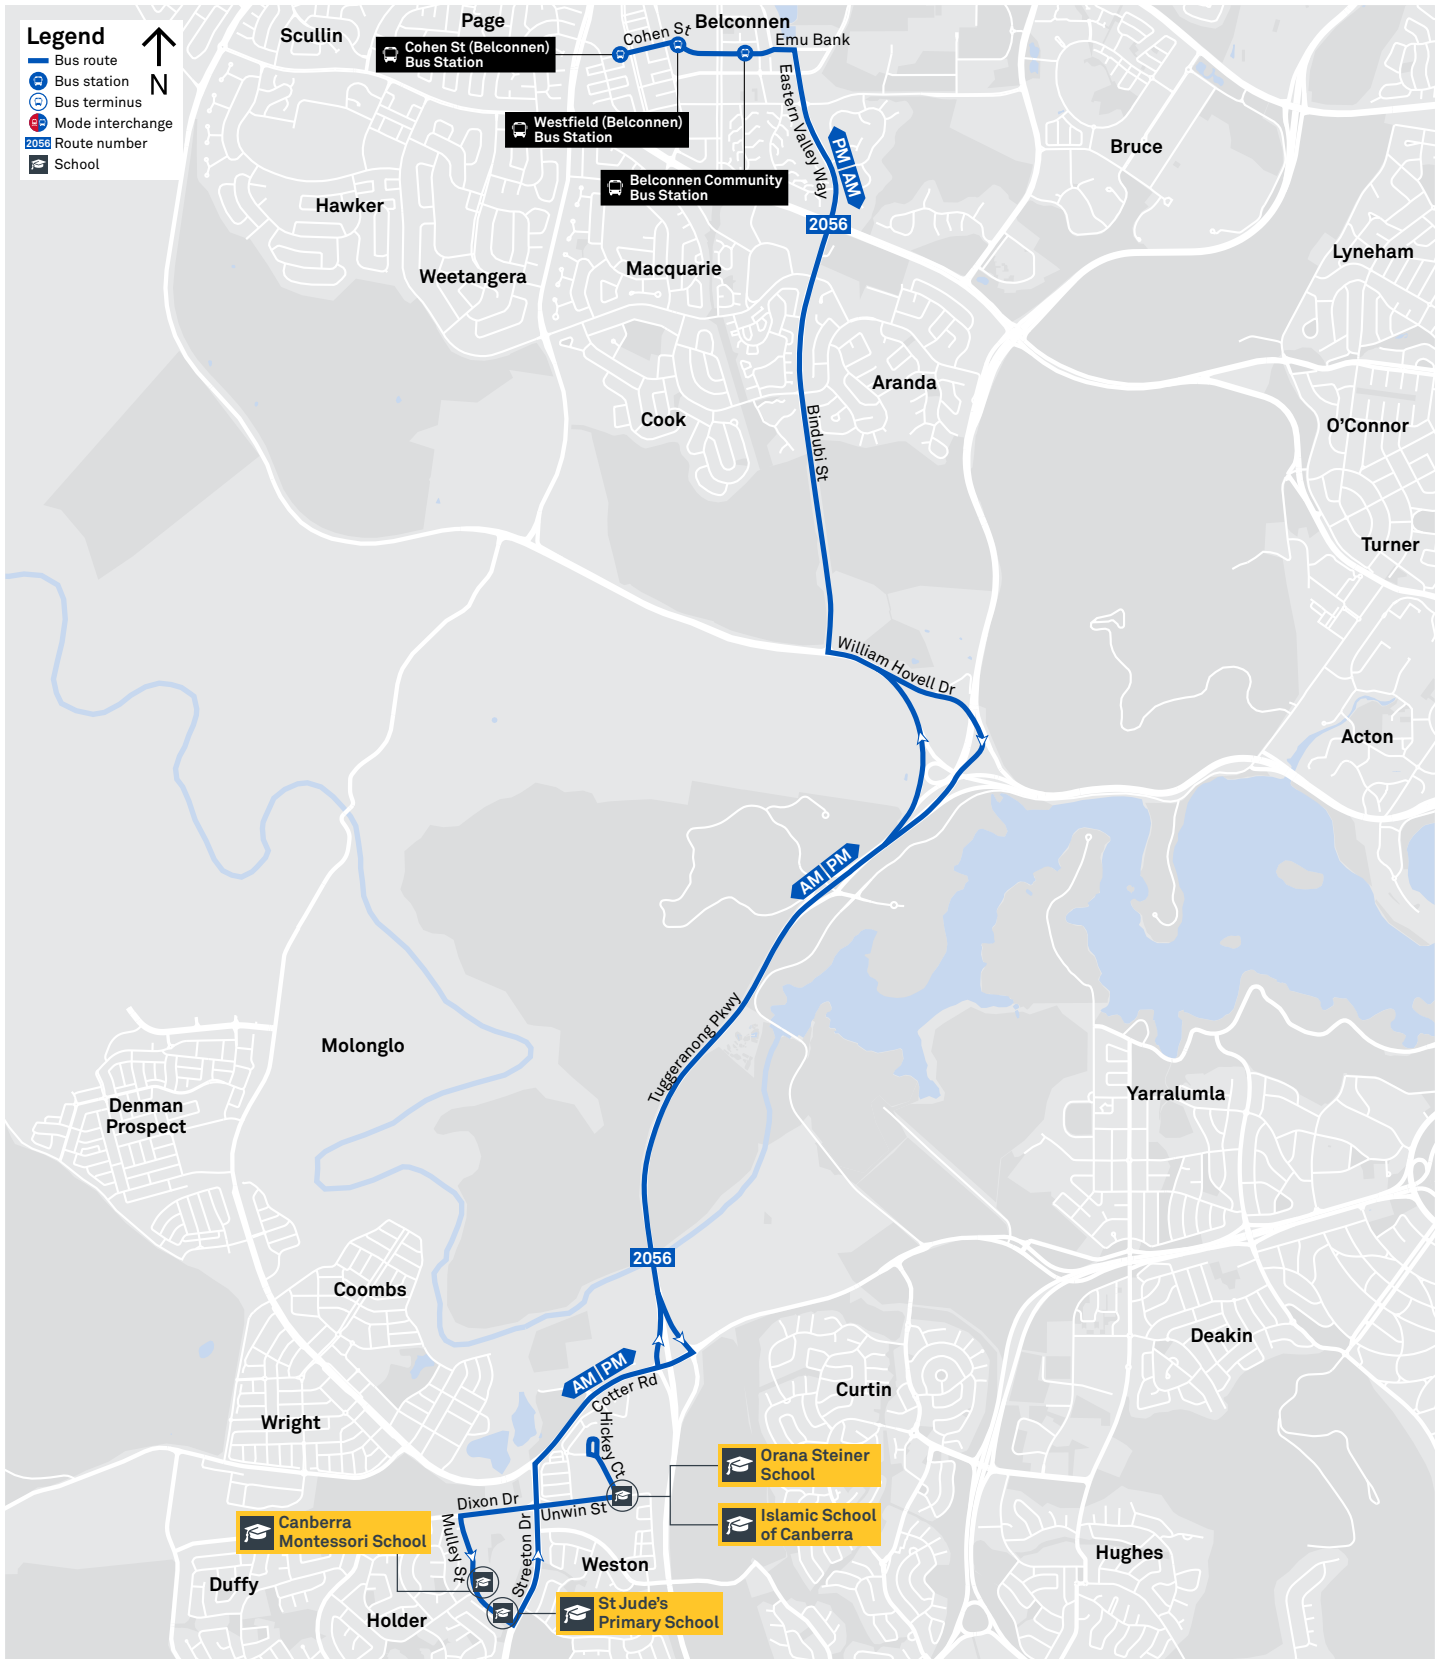 Legend
Bus route
Bus station
Bus terminus
Mode interchange
2056 Route number
School
N
Scullin
Page
Belconnen
Cohen St
Emu Bank
Cohen St (Belconnen)
Bus Station
Westfield (Belconnen)
Bus Station
Belconnen Community
Bus Station
Eastern Valley Way
PM | AM
2056
Bruce
Hawker
Weetangera
Macquarie
Lyneham
Aranda
Cook
Bindubi St
O'Connor
Turner
William Hovell Dr
Acton
AM | PM
Tuggeranong Pkwy
Molonglo
Denman
Prospect
Yarralumla
2056
Coombs
Deakin
AM | PM
Cotter Rd
Curtin
Wright
Hickey Ct
Orana Steiner
School
Dixon Dr
Unwin St
Islamic School
of Canberra
Canberra
Montessori School
Mulley St
Streeton Dr
Weston
Hughes
Duffy
Holder
St Jude's
Primary School